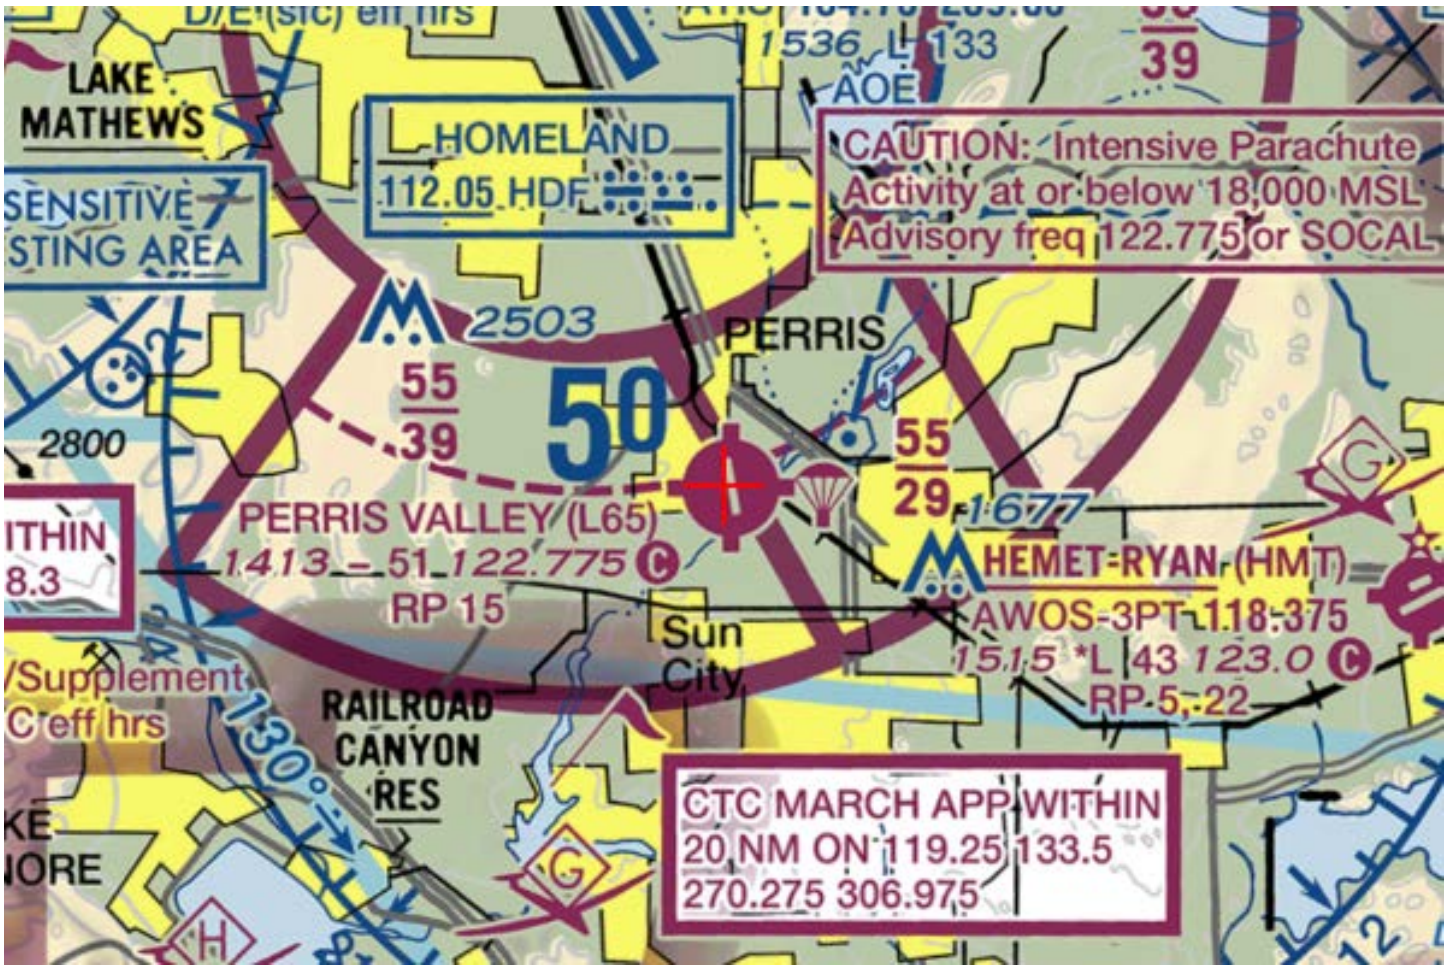 D/E (sfc) eff hrs
1536 L 133
39
AOE
LAKE
MATHEWS
HOMELAND
112.05 HDF
CAUTION: Intensive Parachute
Activity at or below 18,000 MSL
Advisory freq 122.775 or SOCAL
SENSITIVE
STING AREA
2503
PERRIS
55
39
50
2800
55
29
1677
G
PERRIS VALLEY (L65)
1413 – 51 122.775 C
RP 15
ITHIN
8.3
HEMET-RYAN (HMT)
AWOS-3PT 118.375
1515 *L 43 123.0 C
RP 5, 22
Sun
City
/Supplement
C eff hrs
130°
RAILROAD
CANYON
RES
CTC MARCH APP WITHIN
20 NM ON 119.25 133.5
270.275 306.975
KE
NORE
G
H
12